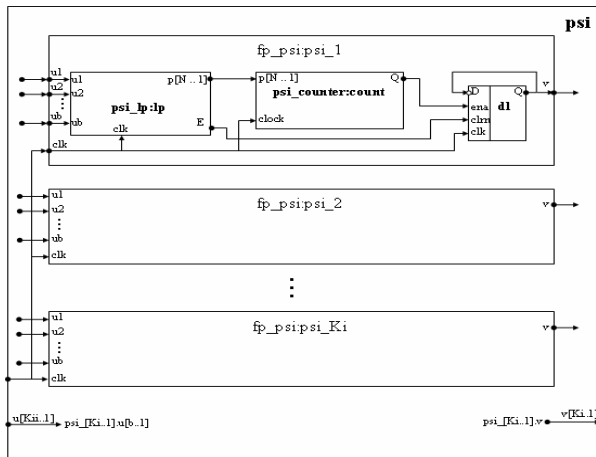 psi
fp_psi:psi_1
u1
u2
ub
clk
u1
u2
ub
psi_lp:lp
p[N . . 1]
E
clk
p[N . . 1]
Q
psi_counter:count
clock
D
Q
ena
d1
clrn
clk
v
fp_psi:psi_2
u1
u2
ub
clk
v
fp_psi:psi_Ki
u1
u2
ub
clk
v
u[Kii..1]
psi_[Ki..1].u[b..1]
psi_[Ki..1].v
v[Ki..1]